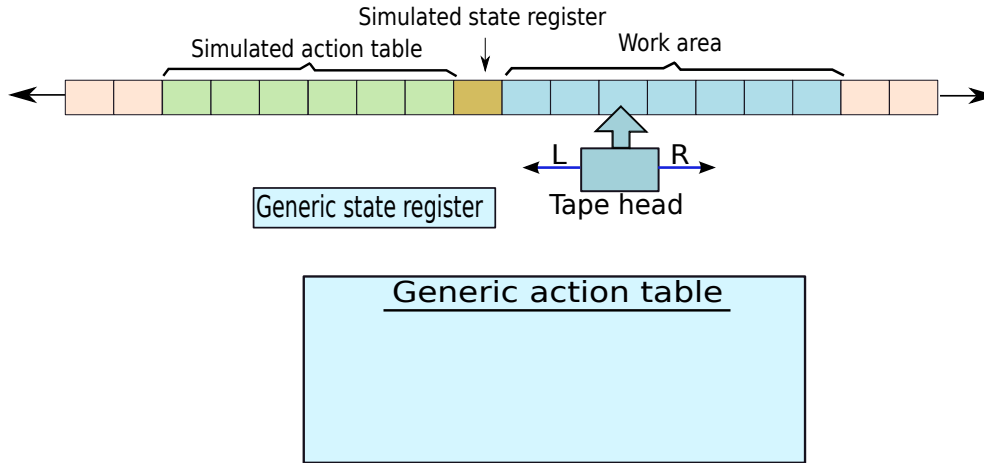 Simulated state register
Simulated action table
Work area
L
R
Tape head
Generic state register
Generic action table